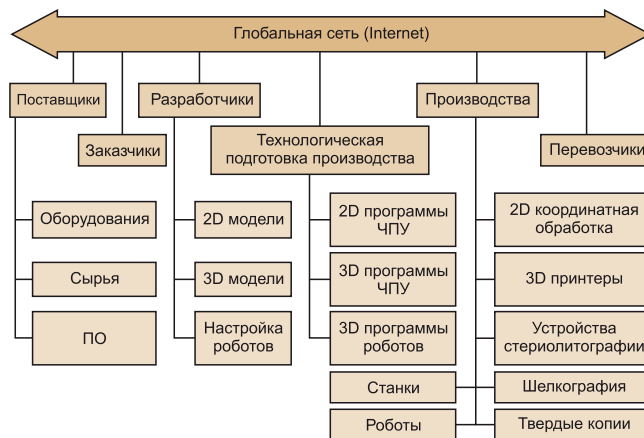 Глобальная сеть (Internet)
Поставщики
Разработчики
Производства
Заказчики
Технологическая
подготовка производства
Перевозчики
Оборудования
2D модели
2D программы
ЧПУ
2D координатная
обработка
Сырья
3D модели
3D программы
ЧПУ
3D принтеры
ПО
Настройка
роботов
3D программы
роботов
Устройства
стериолитографии
Станки
Шелкография
Роботы
Твердые копии